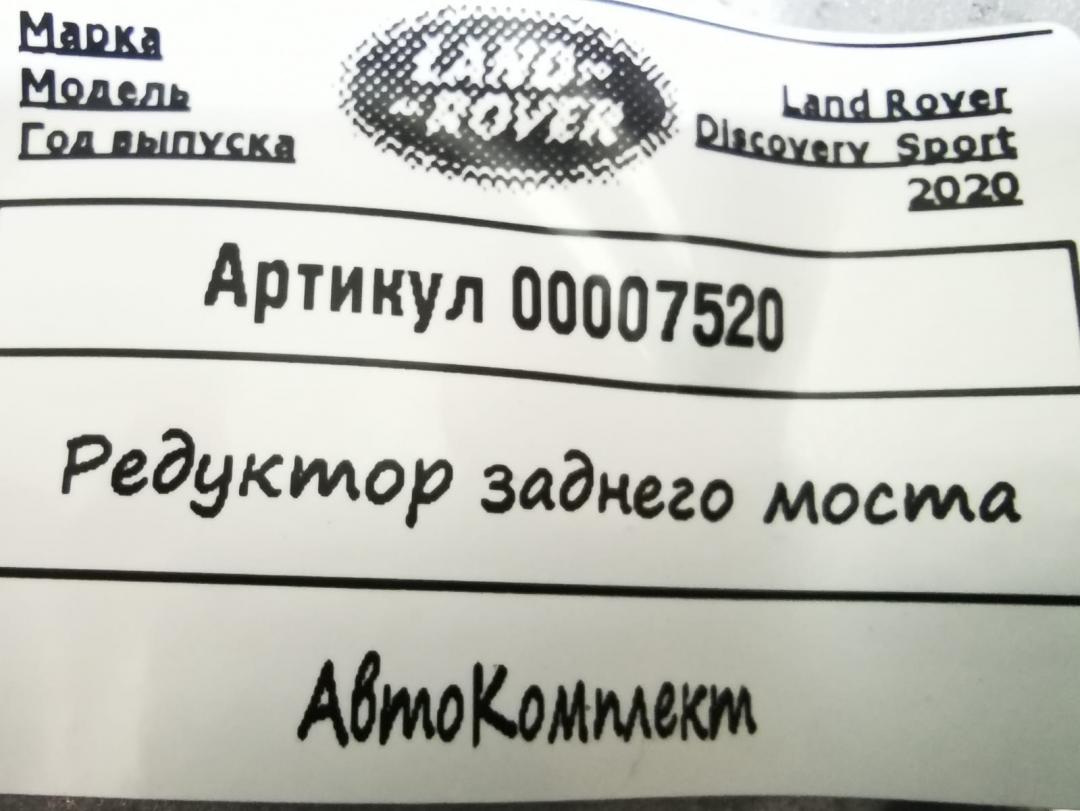 Марка
Модель
Год выпуска
LAND-
-ROVER
Land Rover
Discovery Sport
2020
Артикул 00007520
Редуктор заднего моста
АвтоКомплект